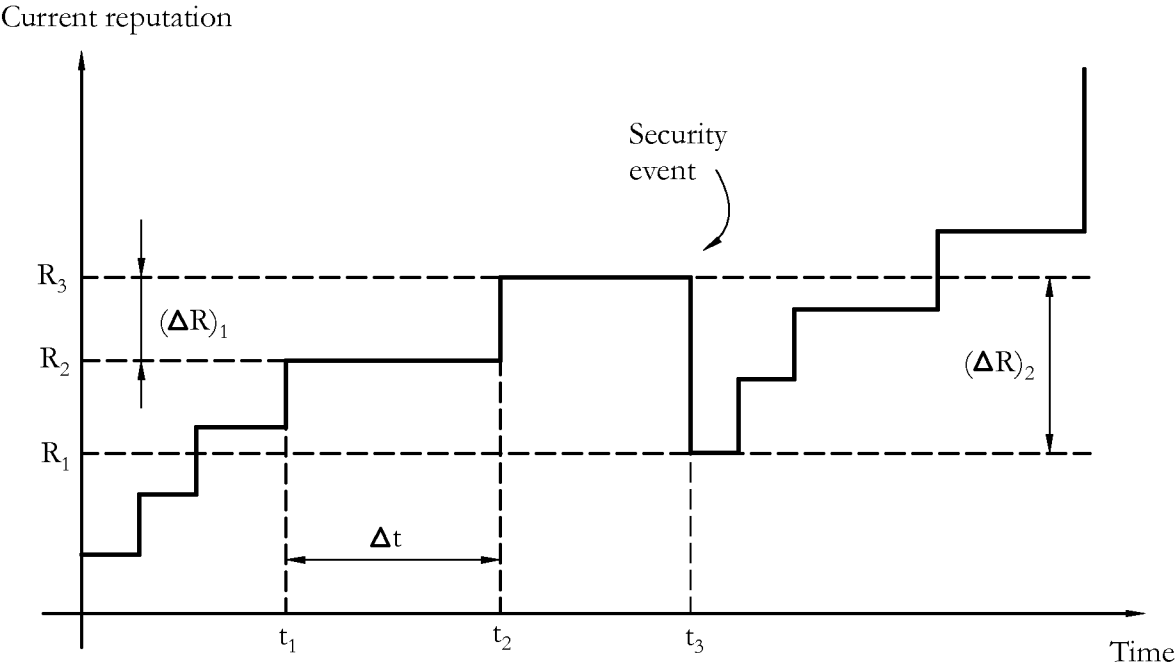 Current reputation
Security
event
R₃
(ΔR)₁
R₂
(ΔR)₂
R₁
Δt
t₁
t₂
t₃
Time